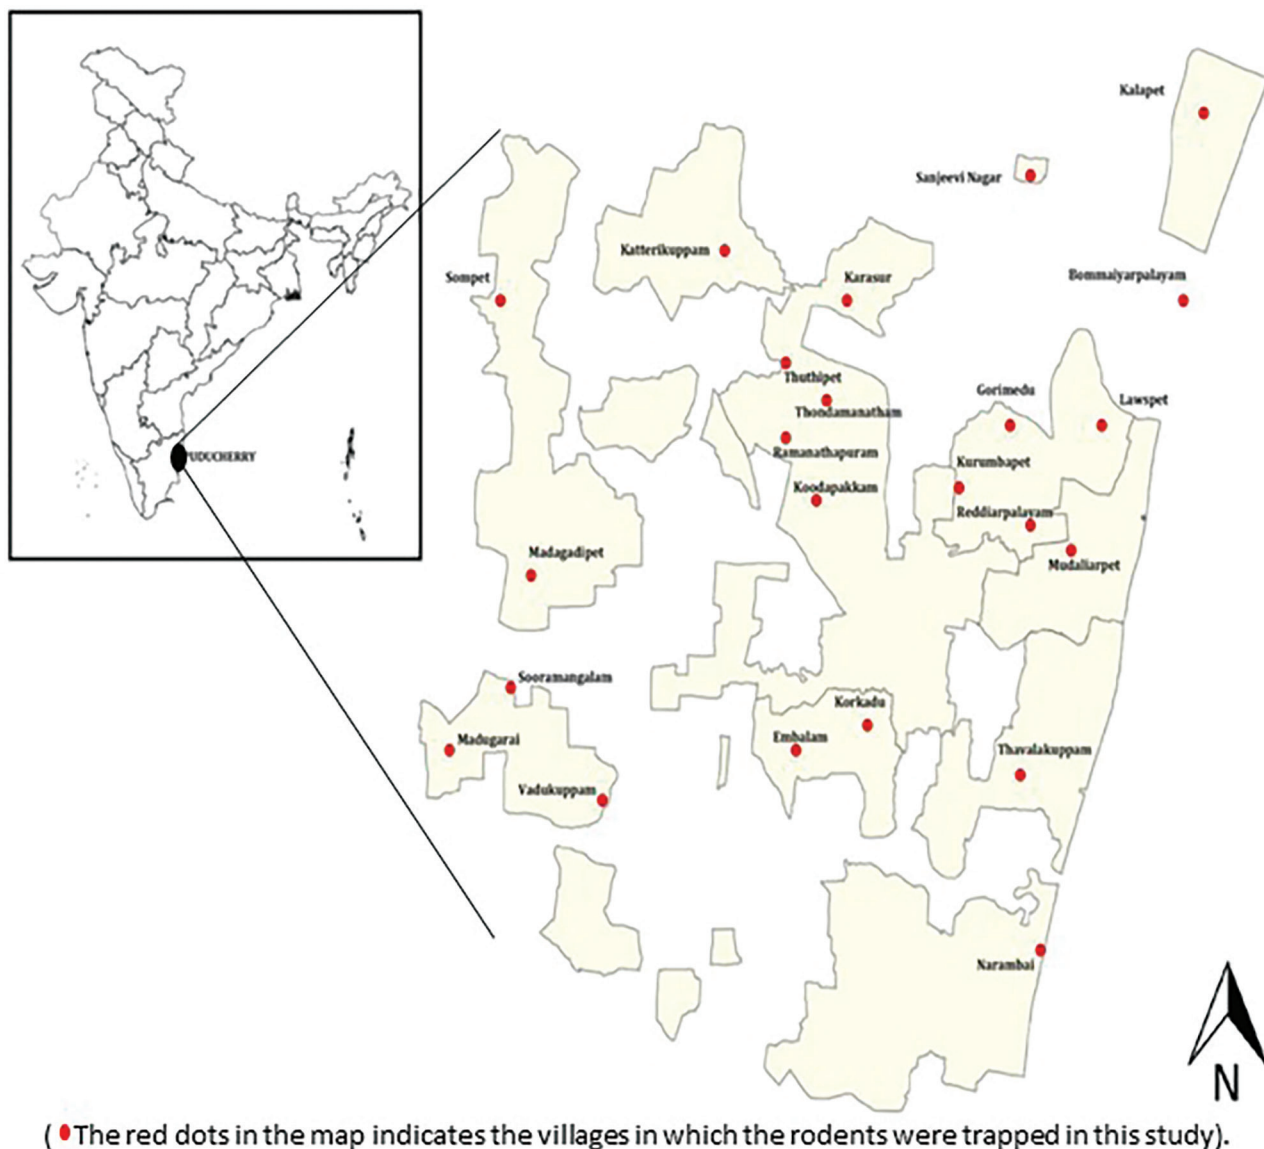 Kalapet
Sanjeevi Nagar
Katterikuppam
Bommaiyarpalayam
Sompet
Karasur
Thuthipet
Gorimedu
Lawspet
Thondamanatham
Ramanathapuram
Kurumbapet
PUDUCHERRY
Koodapakkam
Reddiarpalayam
Madagadipet
Mudaliarpet
Sooramangalam
Korkadu
Madugarai
Embalam
Thavalakuppam
Vadukuppam
Narambai
N
( The red dots in the map indicates the villages in which the rodents were trapped in this study).